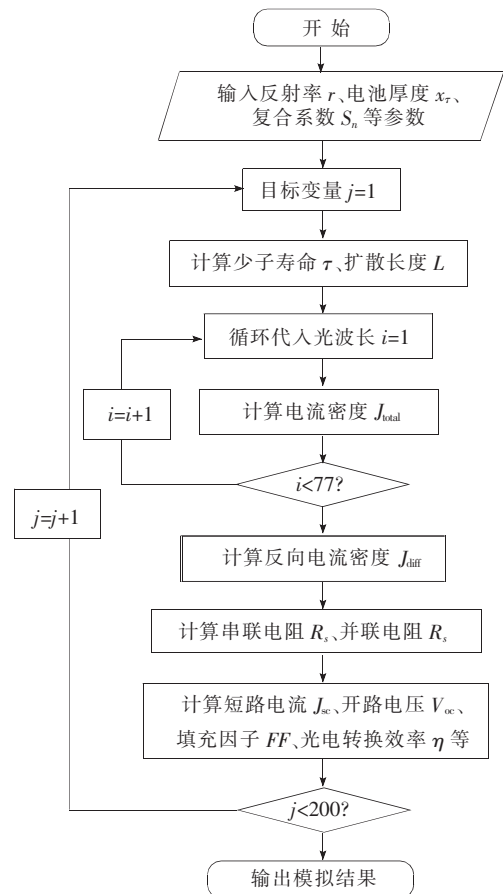 开 始
输入反射率 r、电池厚度 xτ、
复合系数 Sn 等参数
目标变量 j=1
计算少子寿命 τ、扩散长度 L
循环代入光波长 i=1
i=i+1
计算电流密度 Jtotal
i<77?
j=j+1
计算反向电流密度 Jdiff
计算串联电阻 Rs、并联电阻 Rs
计算短路电流 Jsc、开路电压 Voc、
填充因子 FF、光电转换效率 η 等
j<200?
输出模拟结果